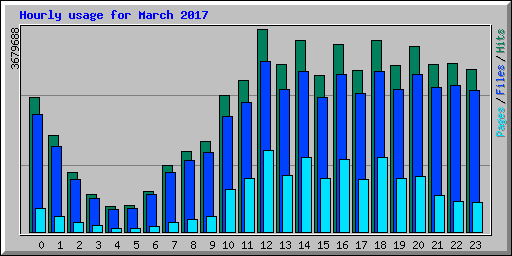 Hourly usage for March 2017
3679688
Pages / Files / Hits
0 1 2 3 4 5 6 7 8 9 10 11 12 13 14 15 16 17 18 19 20 21 22 23